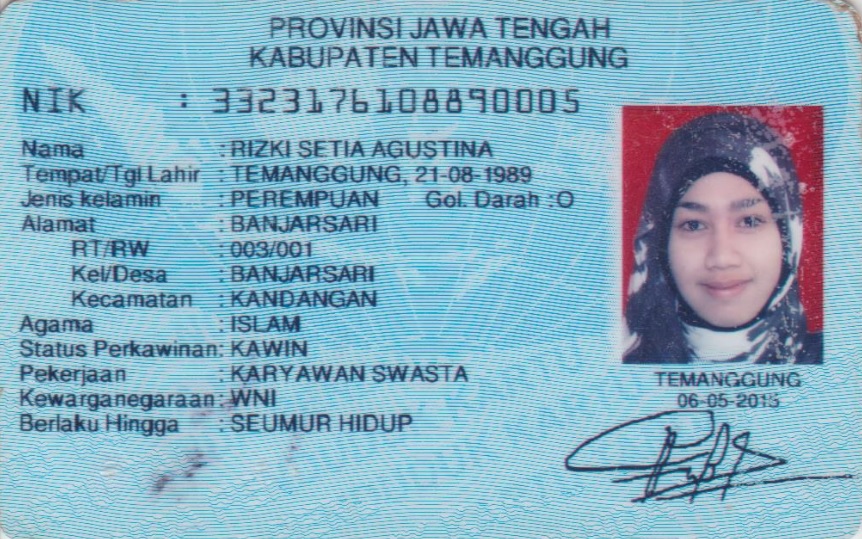 PROVINSI JAWA TENGAH
KABUPATEN TEMANGGUNG
NIK : 3323176108890005
Nama : RIZKI SETIA AGUSTINA
Tempat/Tgl Lahir : TEMANGGUNG, 21-08-1989
Jenis kelamin : PEREMPUAN Gol. Darah : O
Alamat : BANJARSARI
RT/RW : 003/001
Kel/Desa : BANJARSARI
Kecamatan : KANDANGAN
Agama : ISLAM
Status Perkawinan: KAWIN
Pekerjaan : KARYAWAN SWASTA
Kewarganegaraan: WNI
Berlaku Hingga : SEUMUR HIDUP
TEMANGGUNG
06-05-2015